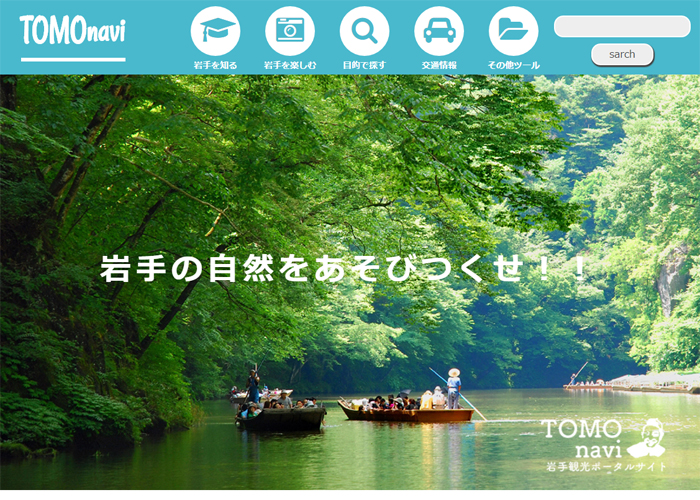 TOMOnavi
岩手を知る
岩手を楽しむ
目的で探す
交通情報
その他ツール
sarch
岩手の自然をあそびつくせ！！
TOMO
navi
岩手観光ポータルサイト